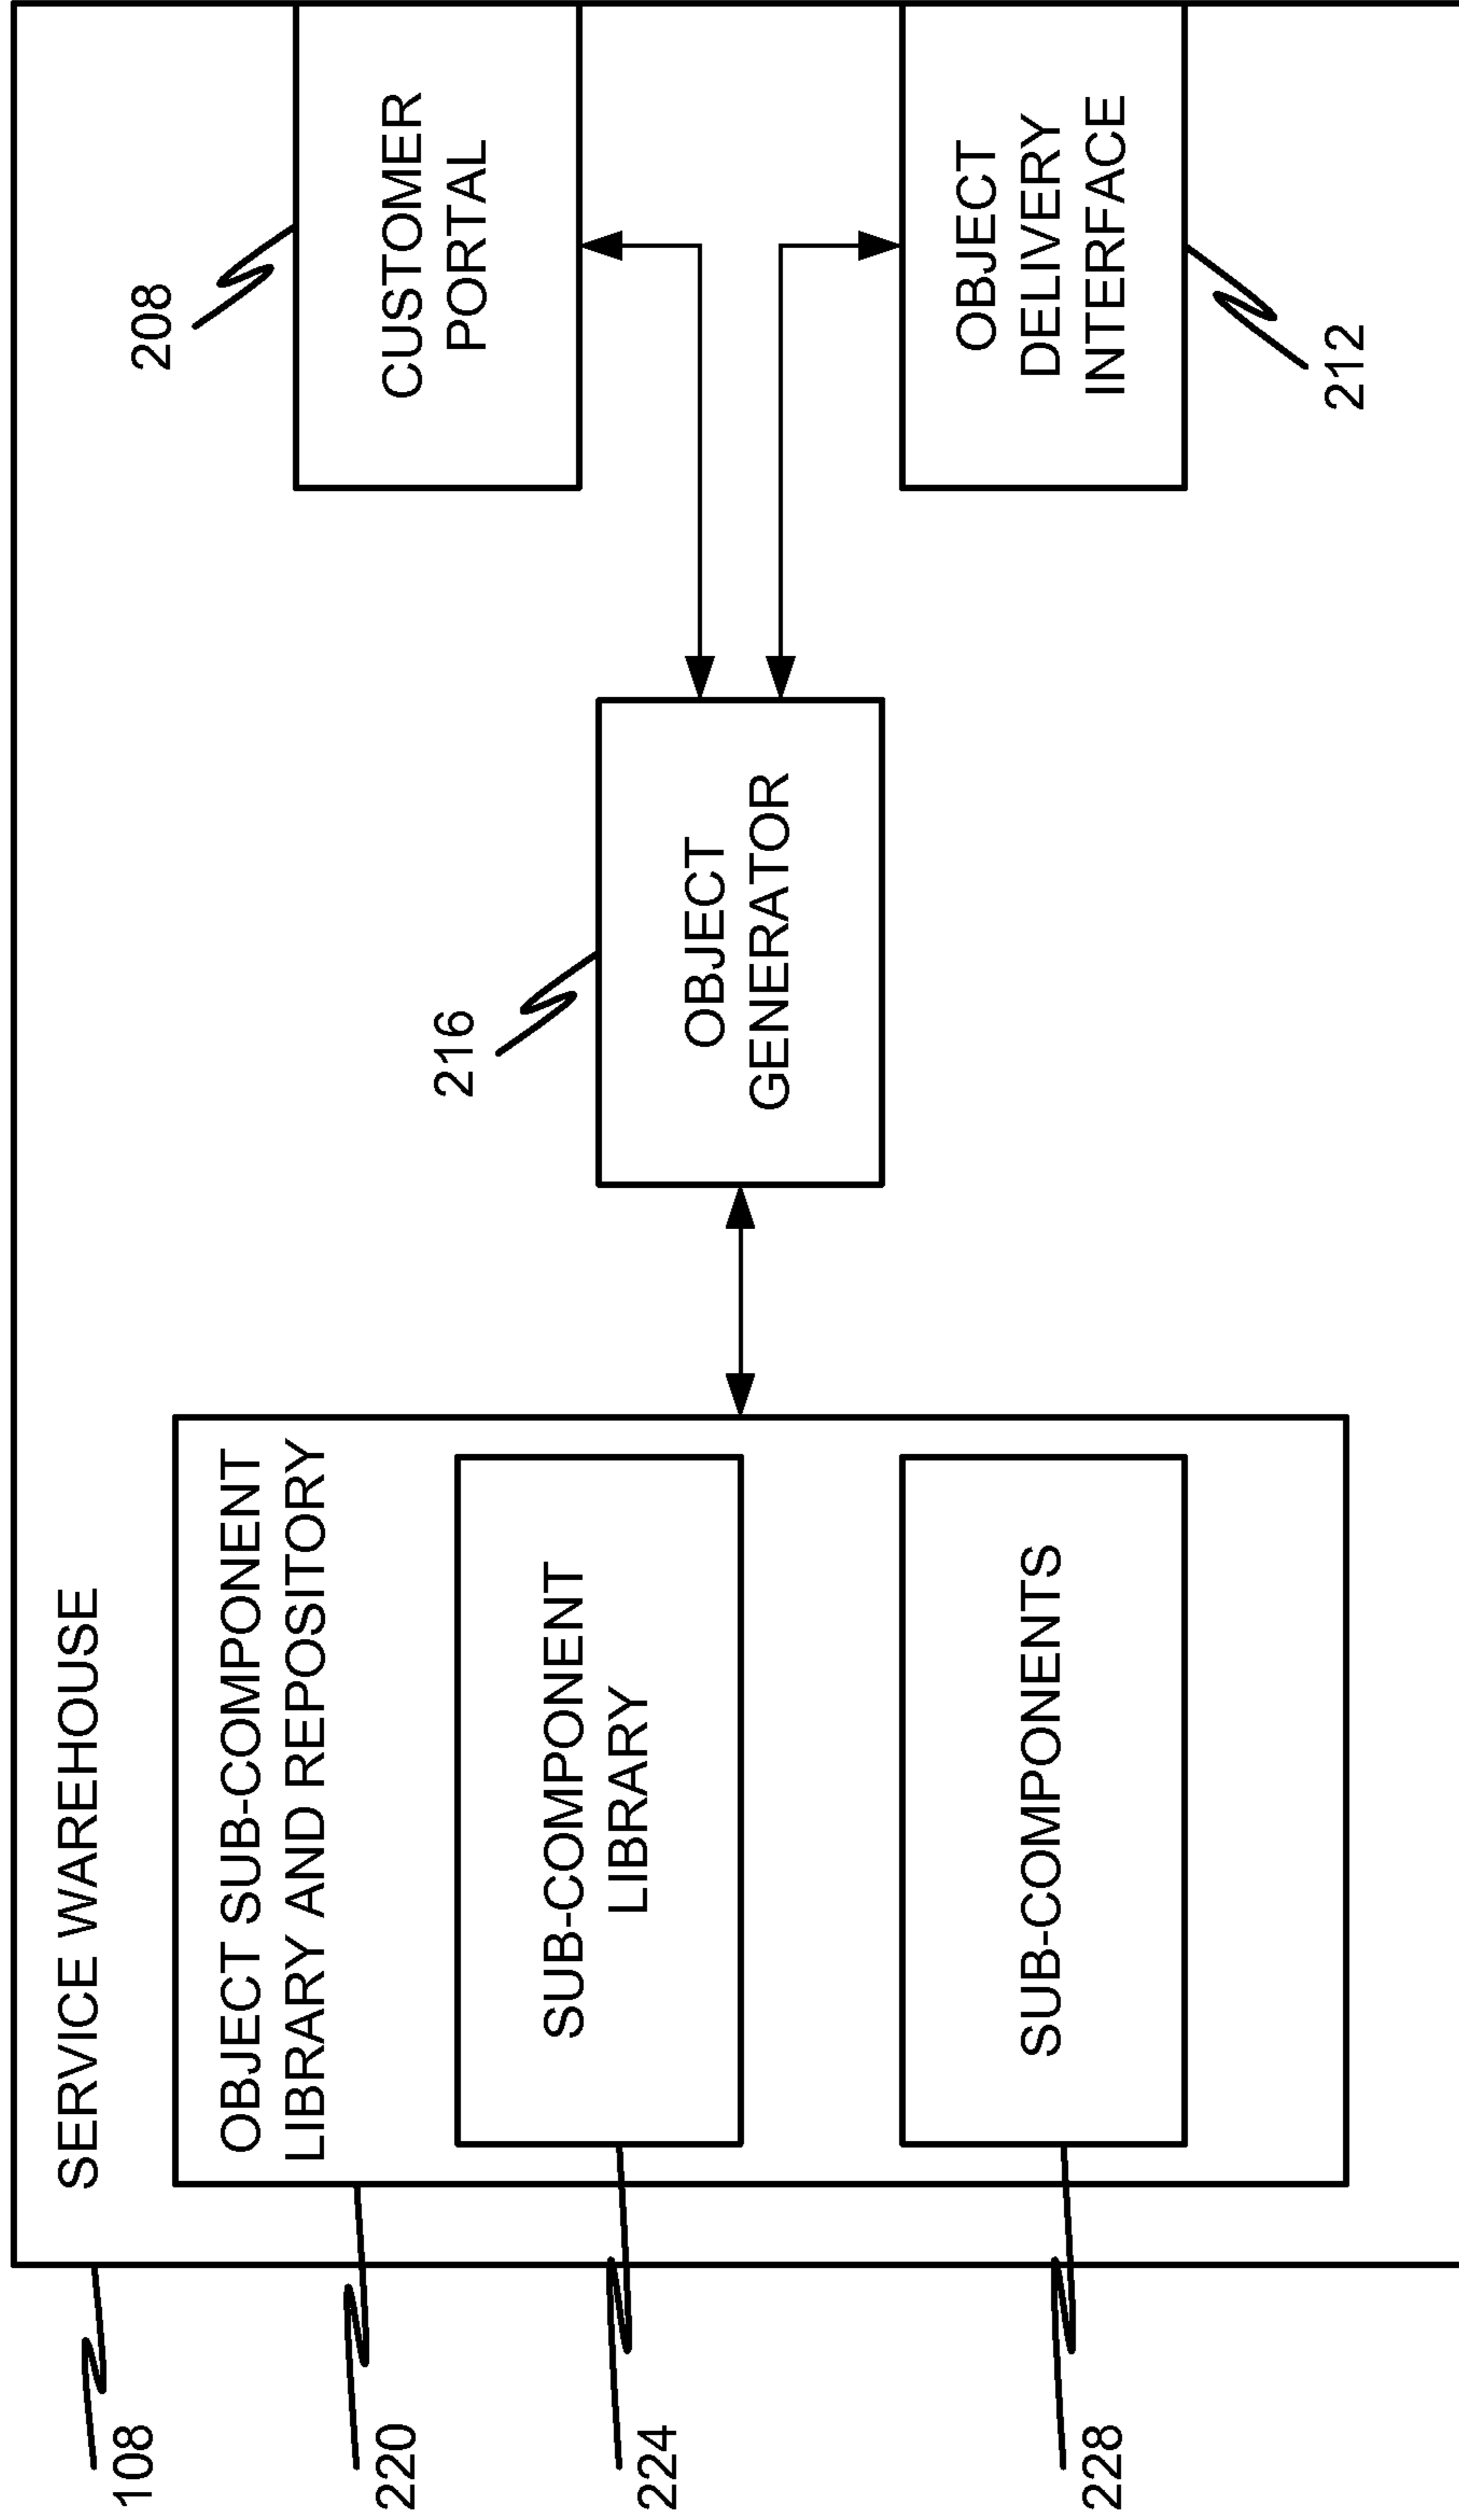 108
SERVICE WAREHOUSE
208
220
OBJECT SUB-COMPONENT
LIBRARY AND REPOSITORY
216
CUSTOMER
PORTAL
224
SUB-COMPONENT
LIBRARY
OBJECT
GENERATOR
228
SUB-COMPONENTS
OBJECT
DELIVERY
INTERFACE
212